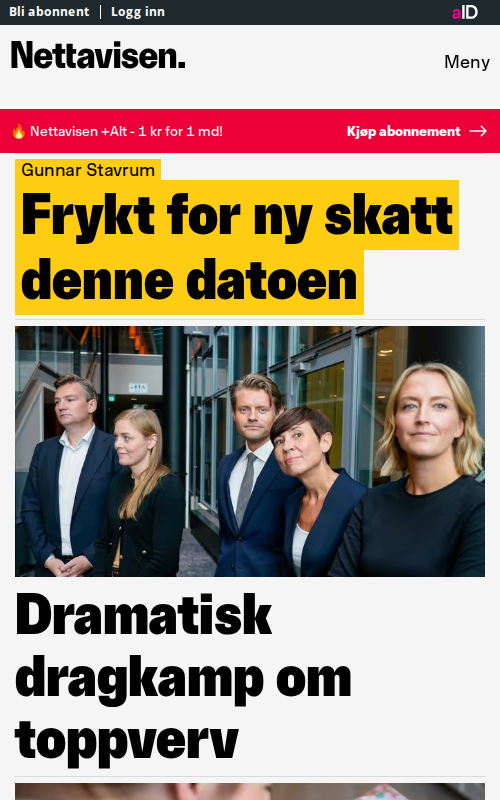 Bli abonnent | Logg inn
aID
Nettavisen.
Meny
🔥 Nettavisen +Alt - 1 kr for 1 md!
Kjøp abonnement →
Gunnar Stavrum
Frykt for ny skatt
denne datoen
Dramatisk
dragkamp om
toppverv